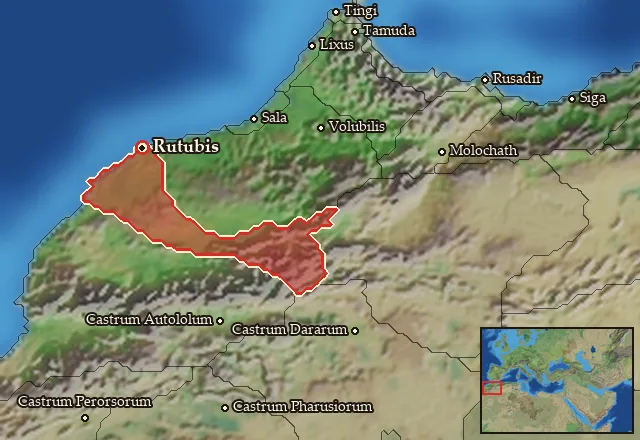 Tingi
Tamuda
Lixus
Rusadir
Siga
Sala
Volubilis
Rutubis
Molochath
Castrum Autololum
Castrum Dararum
Castrum Perorsorum
Castrum Pharusiorum